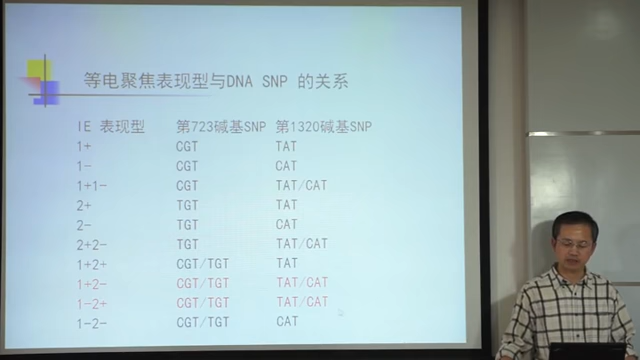 等电聚焦表现型与DNA SNP 的关系
IE 表现型 第723碱基SNP 第1320碱基SNP
1+ CGT TAT
1- CGT CAT
1+1- CGT TAT/CAT
2+ TGT TAT
2- TGT CAT
2+2- TGT TAT/CAT
1+2+ CGT/TGT TAT
1+2- CGT/TGT TAT/CAT
1-2+ CGT/TGT TAT/CAT
1-2- CGT/TGT CAT